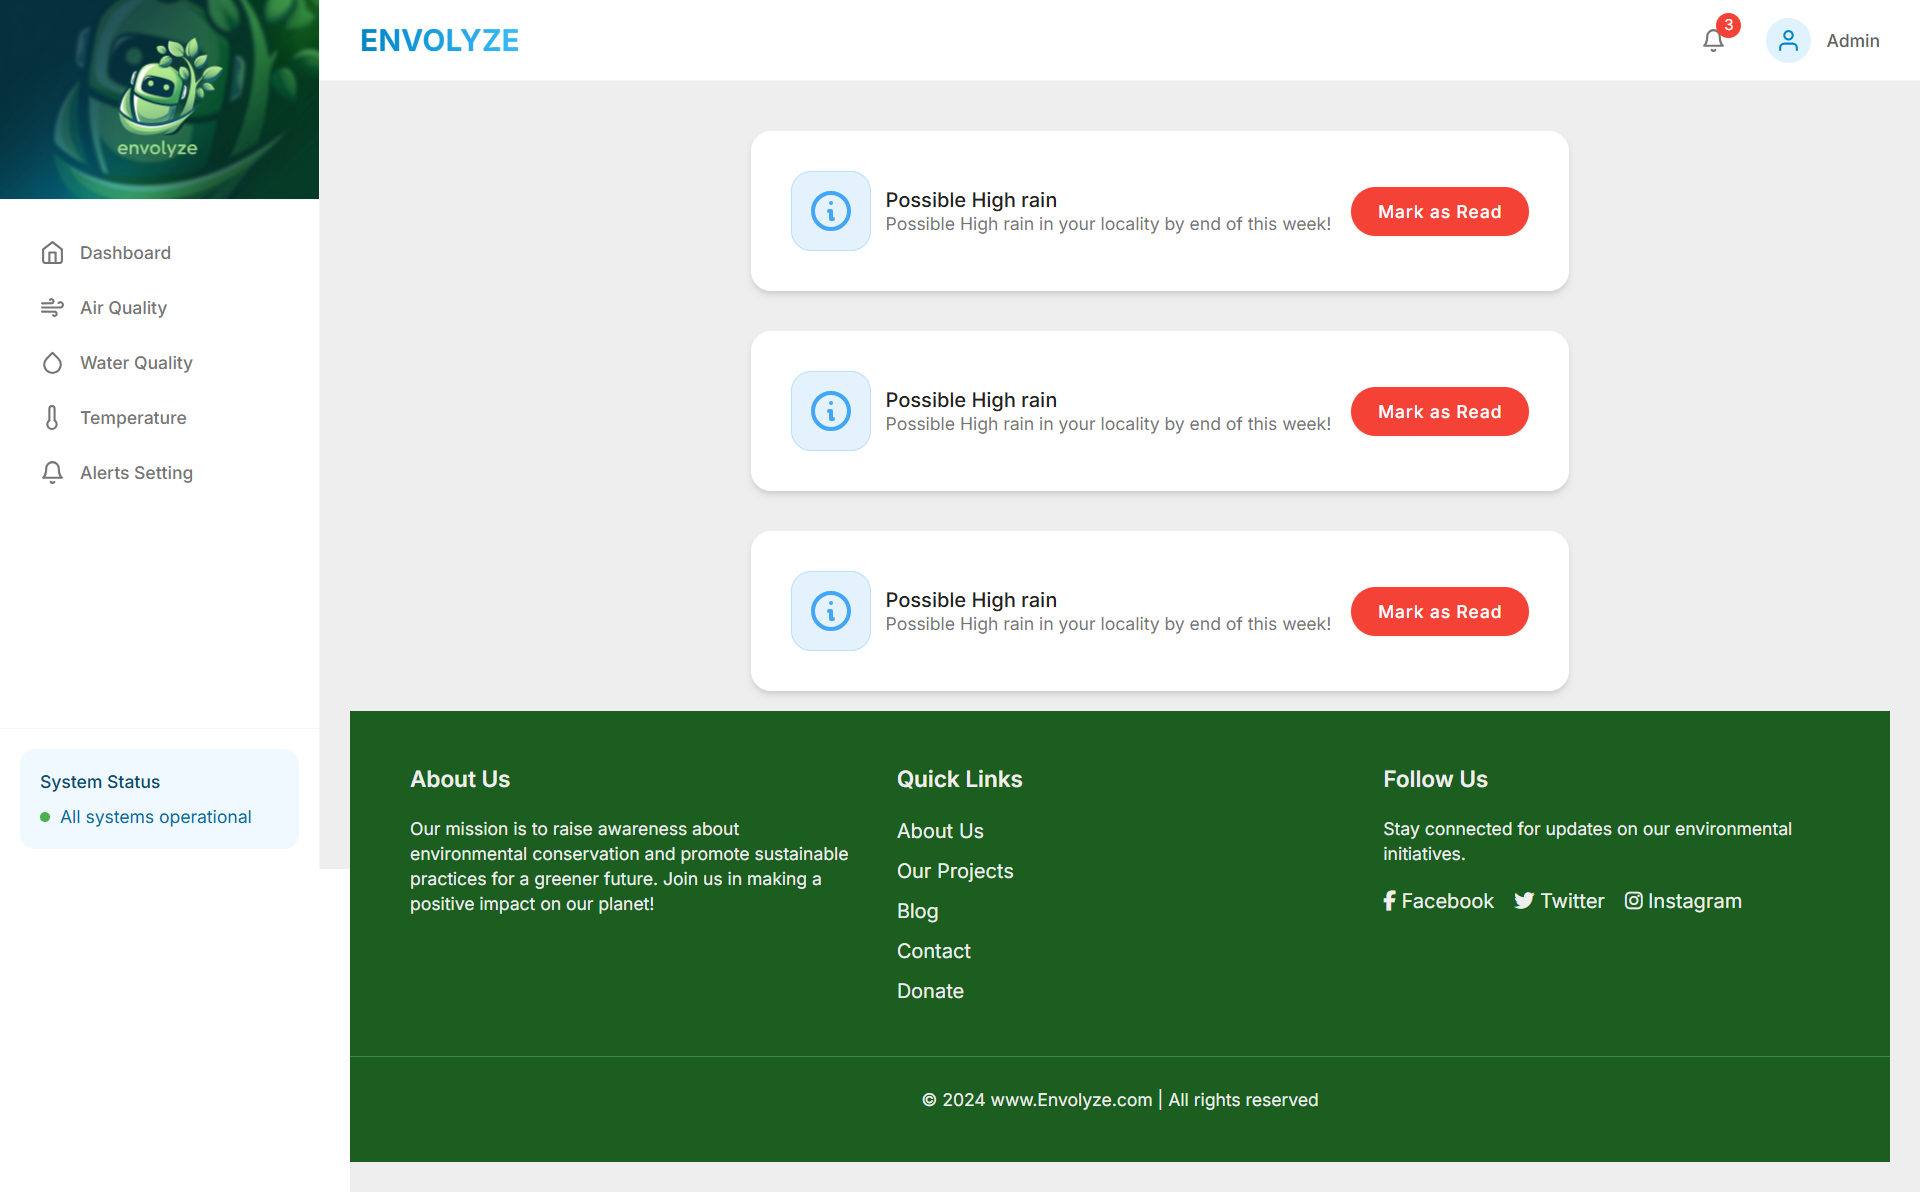 envolyze
ENVOLYZE
3
Admin
Dashboard
Air Quality
Water Quality
Temperature
Alerts Setting
System Status
All systems operational
Possible High rain
Possible High rain in your locality by end of this week!
Mark as Read
Possible High rain
Possible High rain in your locality by end of this week!
Mark as Read
Possible High rain
Possible High rain in your locality by end of this week!
Mark as Read
About Us
Our mission is to raise awareness about
environmental conservation and promote sustainable
practices for a greener future. Join us in making a
positive impact on our planet!
Quick Links
About Us
Our Projects
Blog
Contact
Donate
Follow Us
Stay connected for updates on our environmental
initiatives.
Facebook Twitter Instagram
© 2024 www.Envolyze.com | All rights reserved